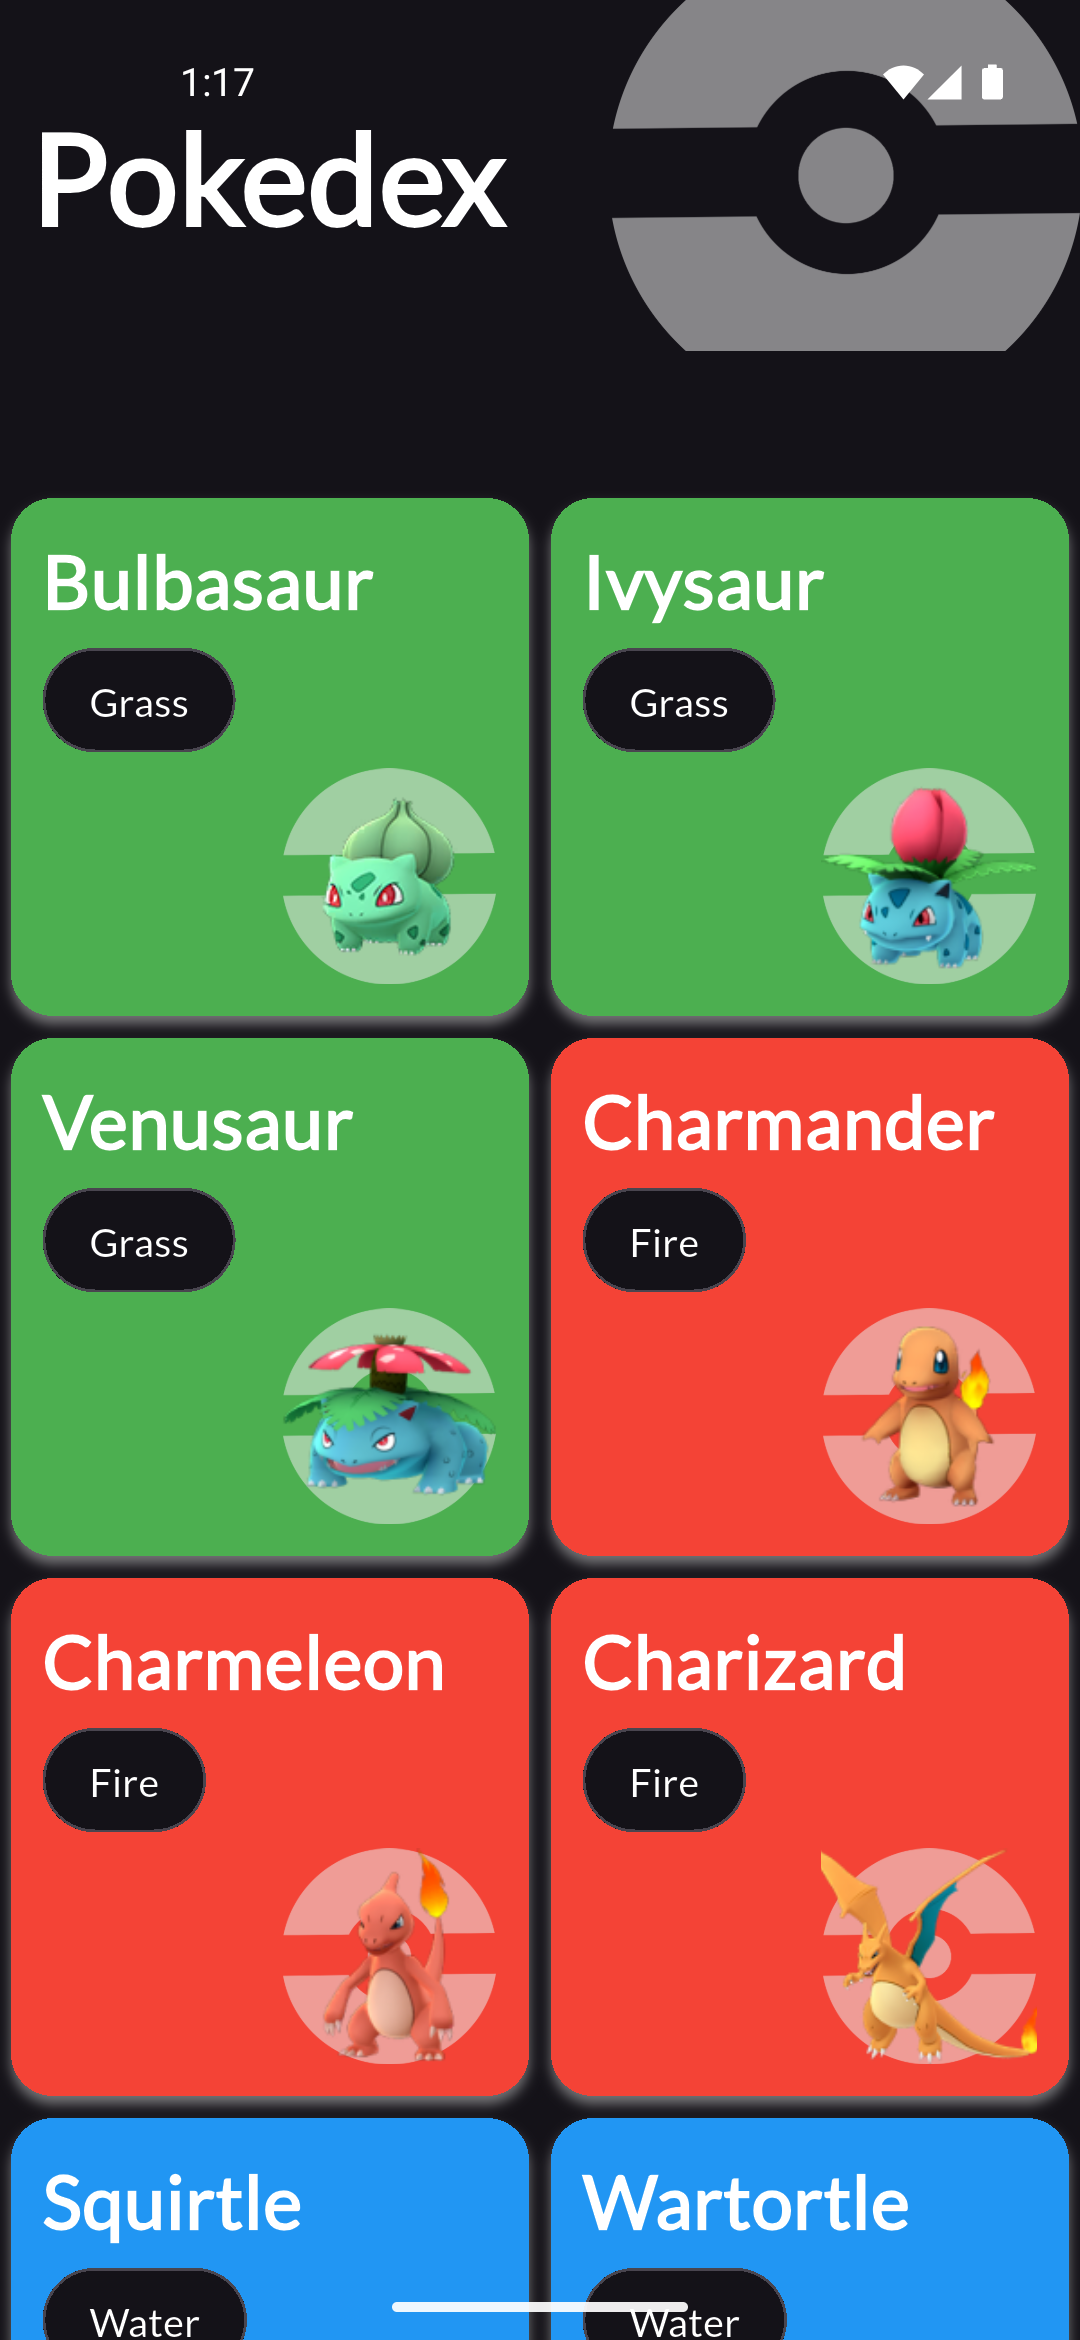 1:17
Pokedex
Bulbasaur
Grass
Ivysaur
Grass
Venusaur
Grass
Charmander
Fire
Charmeleon
Fire
Charizard
Fire
Squirtle
Water
Wartortle
Water